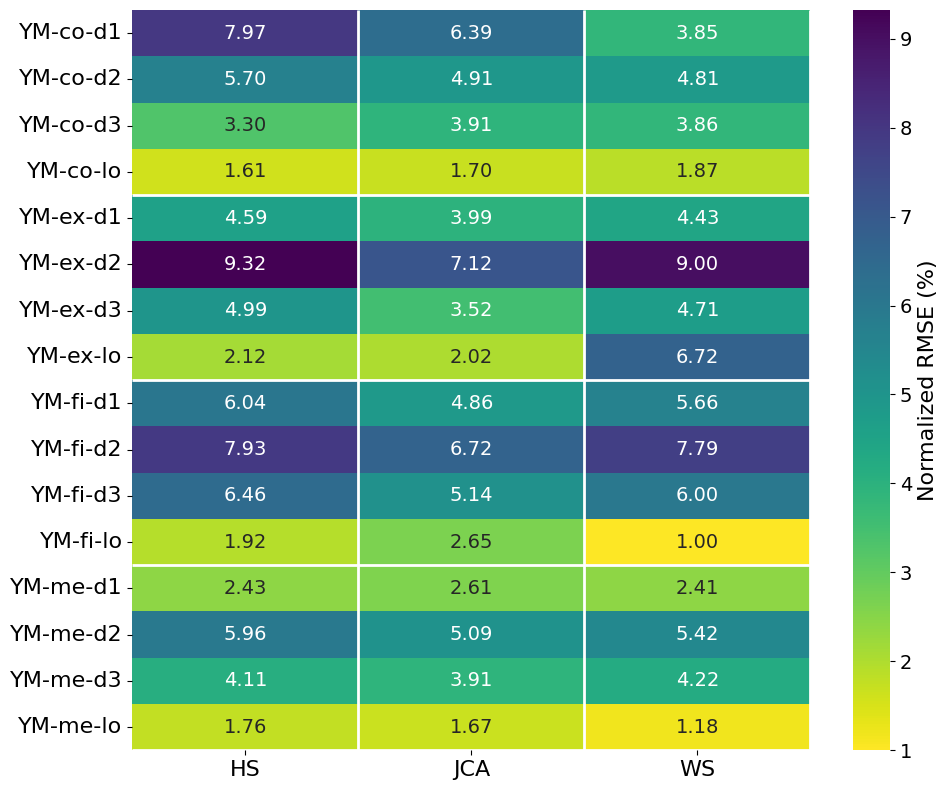 YM-co-d1 7.97 6.39 3.85
YM-co-d2 5.70 4.91 4.81
YM-co-d3 3.30 3.91 3.86
YM-co-lo 1.61 1.70 1.87
YM-ex-d1 4.59 3.99 4.43
YM-ex-d2 9.32 7.12 9.00
YM-ex-d3 4.99 3.52 4.71
YM-ex-lo 2.12 2.02 6.72
YM-fi-d1 6.04 4.86 5.66
YM-fi-d2 7.93 6.72 7.79
YM-fi-d3 6.46 5.14 6.00
YM-fi-lo 1.92 2.65 1.00
YM-me-d1 2.43 2.61 2.41
YM-me-d2 5.96 5.09 5.42
YM-me-d3 4.11 3.91 4.22
YM-me-lo 1.76 1.67 1.18
HS JCA WS
9
8
7
6
5
4
3
2
1
Normalized RMSE (%)